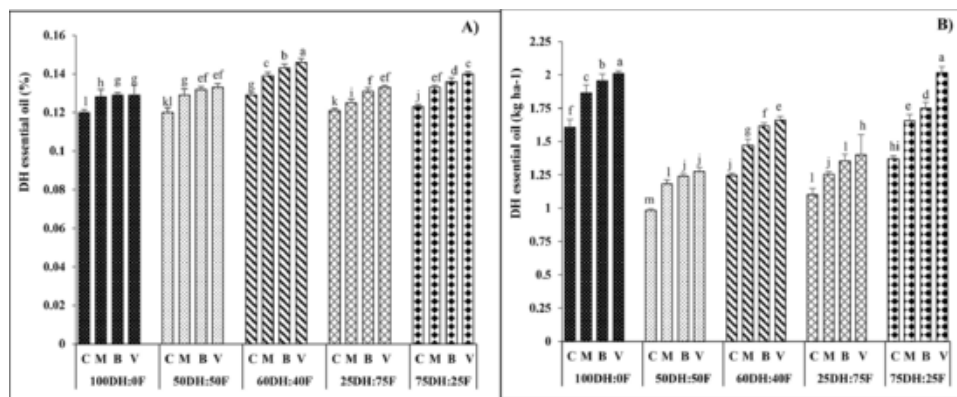 A)
DH essential oil (%)
0.16
0.14
0.12
0.1
0.08
0.06
0.04
0.02
0
l h g g
kl g ef ef
g c b a
k i f ef
j ef d c
C M B V C M B V C M B V C M B V C M B V
100DH:0F 50DH:50F 60DH:40F 25DH:75F 75DH:25F
B)
DH essential oil (kg ha-1)
2.25
2
1.75
1.5
1.25
1
0.75
0.5
0.25
0
f c b a
m l j j
j g f e
l j l h
hi e d a
C M B V C M B V C M B V C M B V C M B V
100DH:0F 50DH:50F 60DH:40F 25DH:75F 75DH:25F